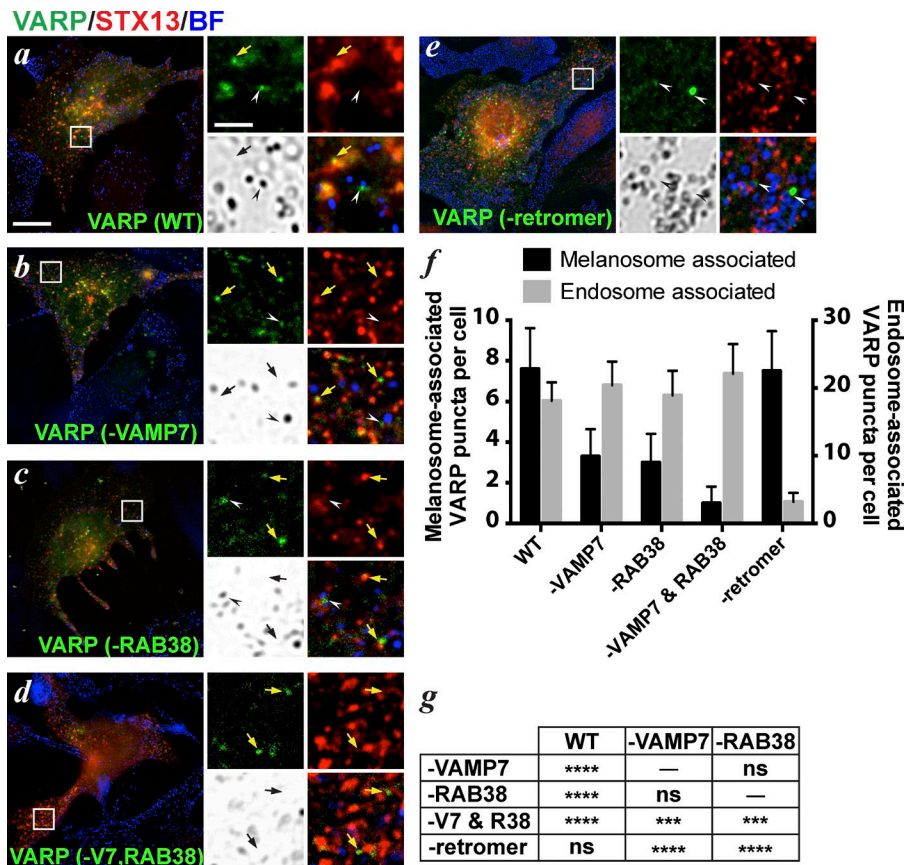 VARP/STX13/BF
a
VARP (WT)
b
VARP (-VAMP7)
c
VARP (-RAB38)
d
VARP (-V7,RAB38)
e
VARP (-retromer)
f
Melanosome associated
Endosome associated
Melanosome-associated
VARP puncta per cell
10
8
6
4
2
0
30
20
10
0
Endosome-associated
VARP puncta per cell
WT
-VAMP7
-RAB38
-VAMP7 & RAB38
-retromer
g
WT -VAMP7 -RAB38
-VAMP7 **** — ns
-RAB38 **** ns —
-V7 & R38 **** *** ***
-retromer ns **** ****